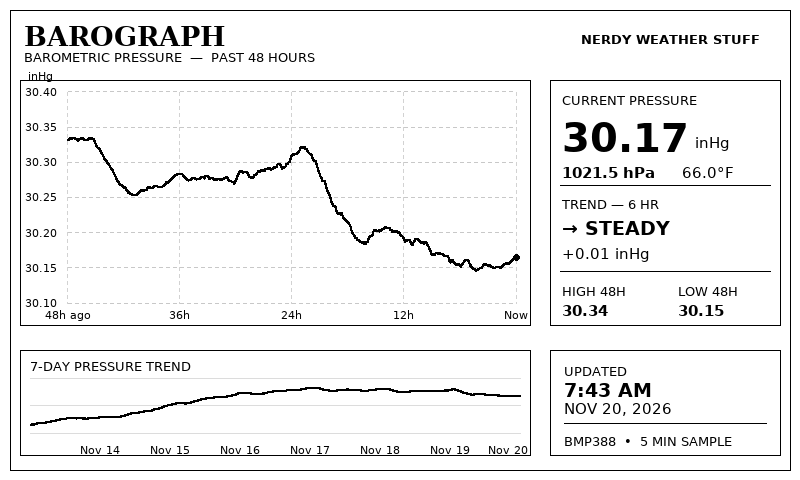 BAROGRAPH
BAROMETRIC PRESSURE — PAST 48 HOURS
NERDY WEATHER STUFF
inHg
30.40
30.35
30.30
30.25
30.20
30.15
30.10
48h ago 36h 24h 12h Now
CURRENT PRESSURE
30.17 inHg
1021.5 hPa 66.0°F
TREND — 6 HR
→ STEADY
+0.01 inHg
HIGH 48H LOW 48H
30.34 30.15
7-DAY PRESSURE TREND
Nov 14 Nov 15 Nov 16 Nov 17 Nov 18 Nov 19 Nov 20
UPDATED
7:43 AM
NOV 20, 2026
BMP388 • 5 MIN SAMPLE